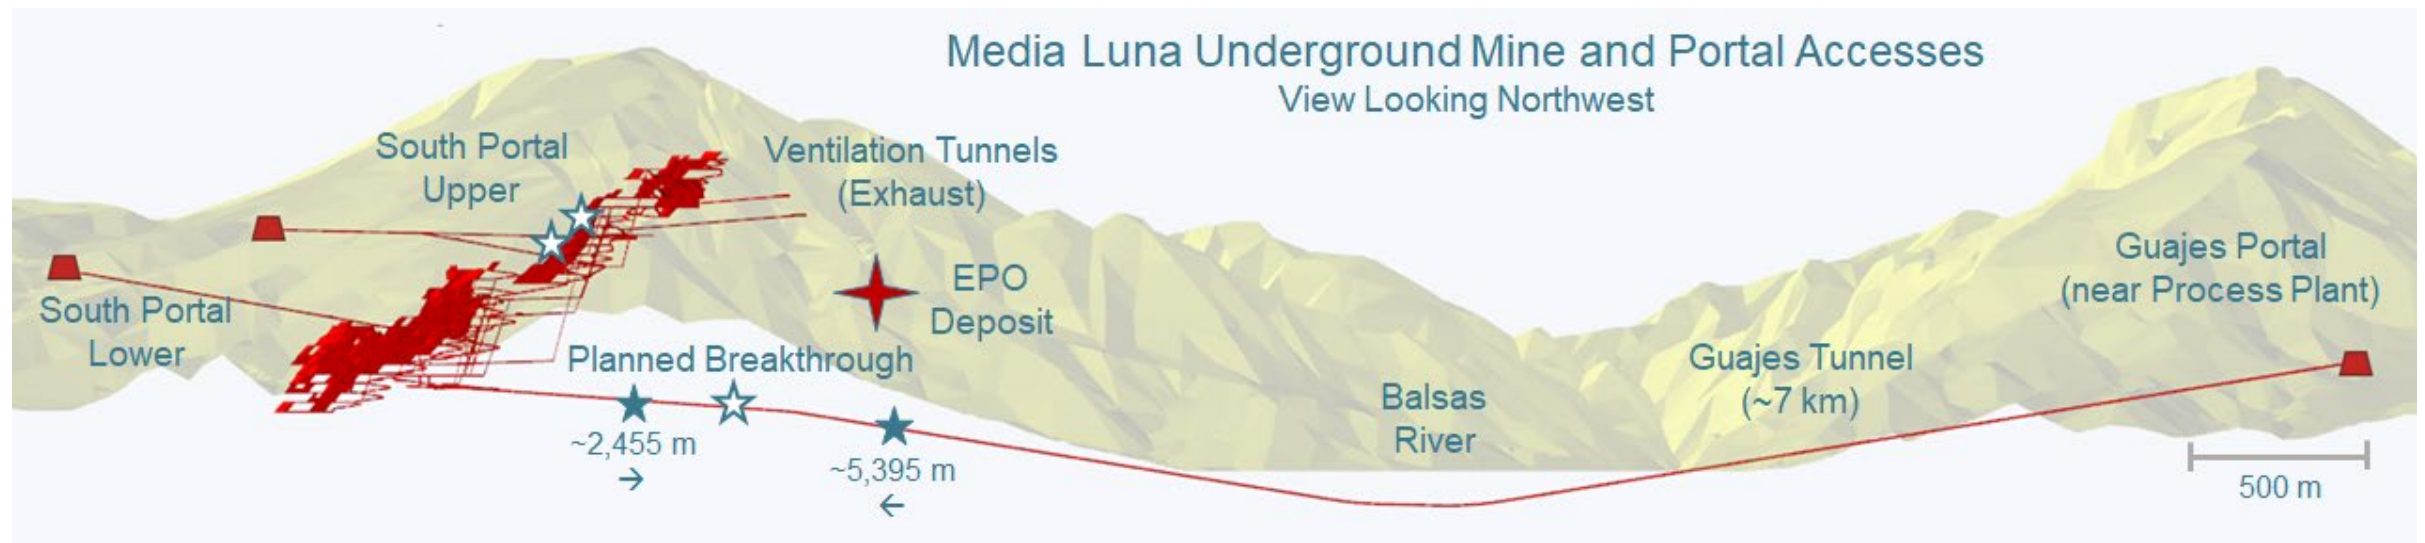 Media Luna Underground Mine and Portal Accesses
View Looking Northwest
South Portal
Upper
Ventilation Tunnels
(Exhaust)
South Portal
Lower
EPO
Deposit
Planned Breakthrough
~2,455 m
→
~5,395 m
←
Balsas
River
Guajes Tunnel
(~7 km)
Guajes Portal
(near Process Plant)
500 m